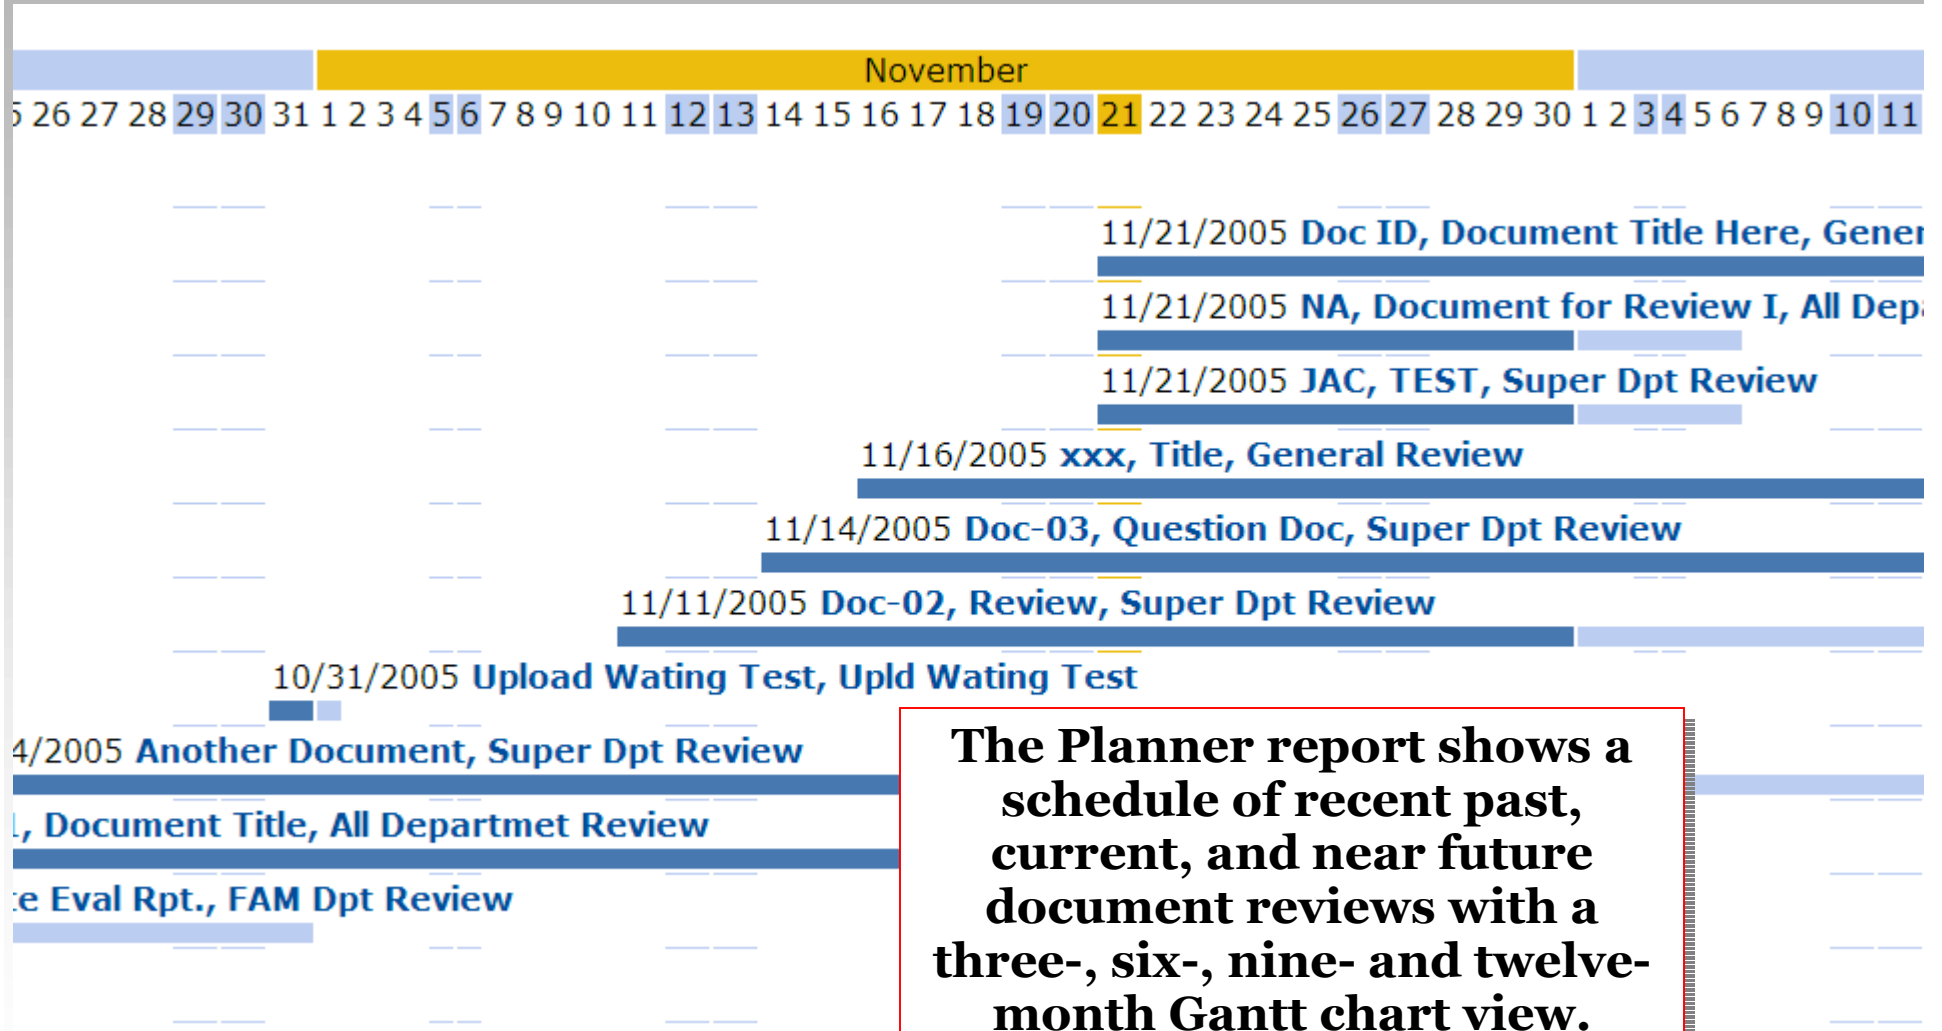 November
26 27 28 29 30 31 1 2 3 4 5 6 7 8 9 10 11 12 13 14 15 16 17 18 19 20 21 22 23 24 25 26 27 28 29 30 1 2 3 4 5 6 7 8 9 10 11
11/21/2005 Doc ID, Document Title Here, Gener
11/21/2005 NA, Document for Review I, All Dep
11/21/2005 JAC, TEST, Super Dpt Review
11/16/2005 xxx, Title, General Review
11/14/2005 Doc-03, Question Doc, Super Dpt Review
11/11/2005 Doc-02, Review, Super Dpt Review
10/31/2005 Upload Wating Test, Upld Wating Test
4/2005 Another Document, Super Dpt Review
, Document Title, All Departmet Review
e Eval Rpt., FAM Dpt Review
The Planner report shows a
schedule of recent past,
current, and near future
document reviews with a
three-, six-, nine- and twelve-
month Gantt chart view.